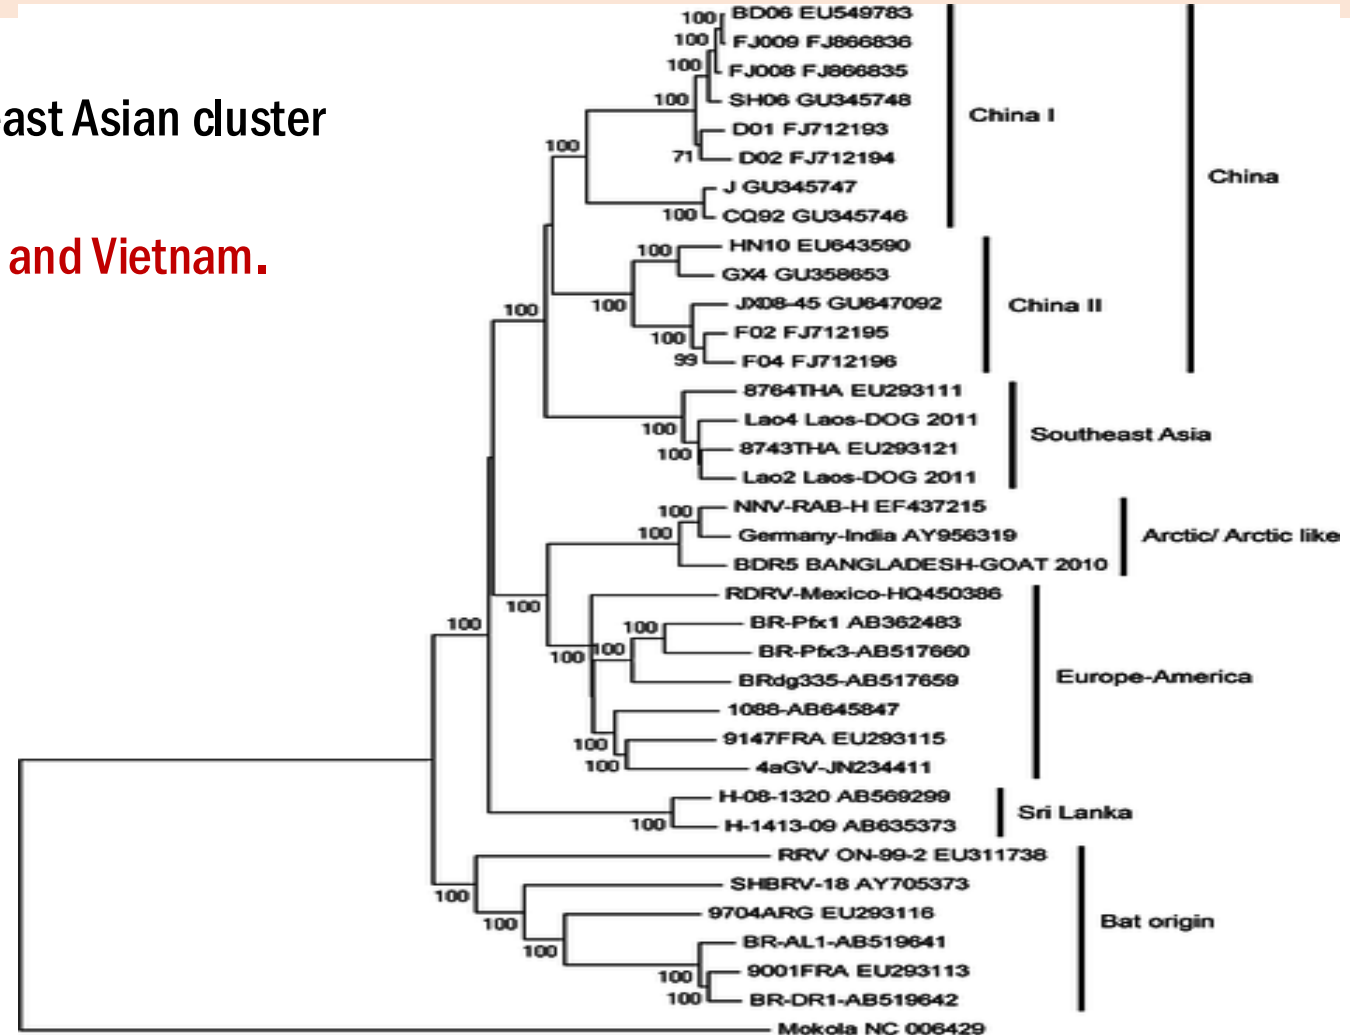 east Asian cluster
and Vietnam.
100 BD06 EU549783
100 FJ009 FJ866836
100 FJ008 FJ866835
100 SH06 GU345748
D01 FJ712193
71 D02 FJ712194
China I
100
J GU345747
100 CQ92 GU345746
China
100 HN10 EU643590
GX4 GU358653
100 JX08-45 GU647092
China II
100
100 F02 FJ712195
99 F04 FJ712196
8764THA EU293111
100 Lao4 Laos-DOG 2011
Southeast Asia
100 8743THA EU293121
Lao2 Laos-DOG 2011
100 NNV-RAB-H EF437215
100 Germany-India AY956319
Arctic/ Arctic like
BDR5 BANGLADESH-GOAT 2010
100 RDRV-Mexico-HQ450386
100 100 BR-Pfx1 AB362483
100 100 BR-Pfx3-AB517660
BRdg335-AB517659
Europe-America
1088-AB645847
100 9147FRA EU293115
100 4aGV-JN234411
H-08-1320 AB569299
Sri Lanka
100 H-1413-09 AB635373
RRV ON-99-2 EU311738
100 SHBRV-18 AY705373
100 9704ARG EU293116
Bat origin
100 BR-AL1-AB519641
100 9001FRA EU293113
100 BR-DR1-AB519642
Mokola NC 006429